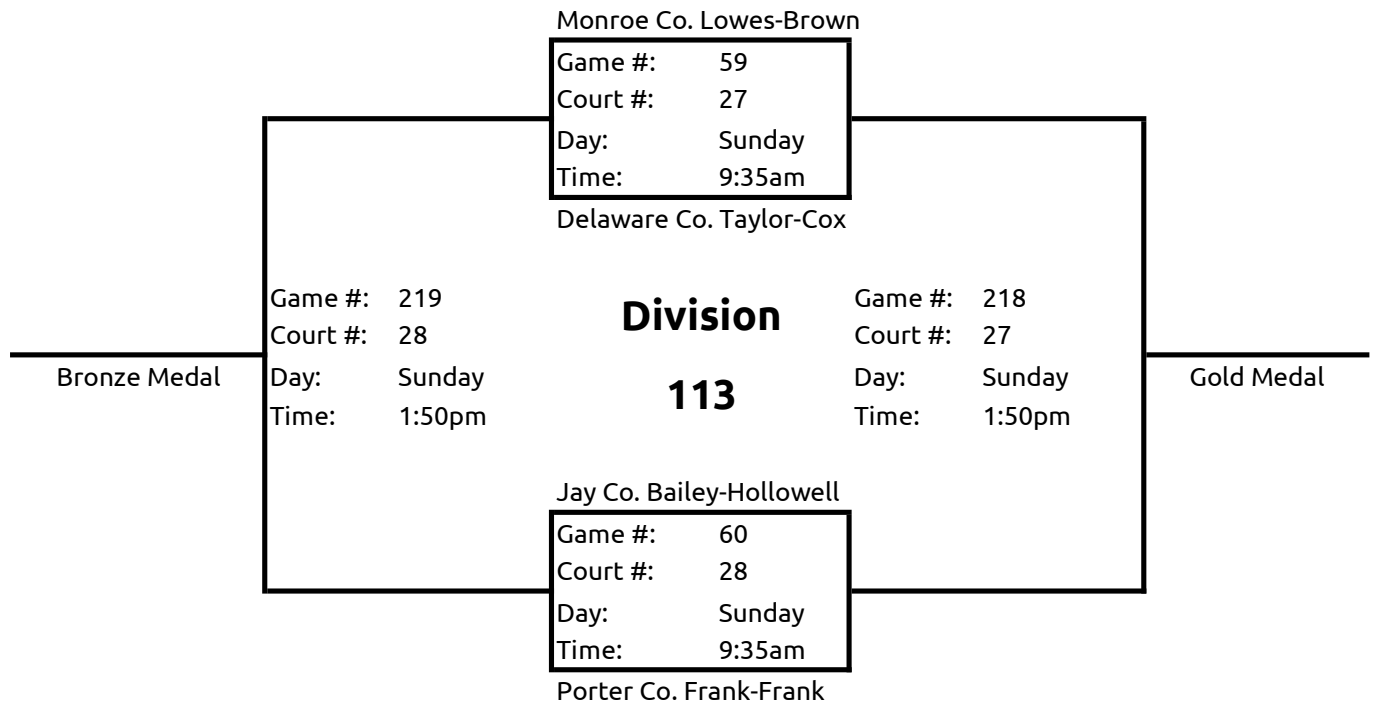 Monroe Co. Lowes-Brown
Game #: 59
Court #: 27
Day: Sunday
Time: 9:35am
Delaware Co. Taylor-Cox
Game #: 219
Court #: 28
Day: Sunday
Time: 1:50pm
Bronze Medal
Division
113
Game #: 218
Court #: 27
Day: Sunday
Time: 1:50pm
Gold Medal
Jay Co. Bailey-Hollowell
Game #: 60
Court #: 28
Day: Sunday
Time: 9:35am
Porter Co. Frank-Frank